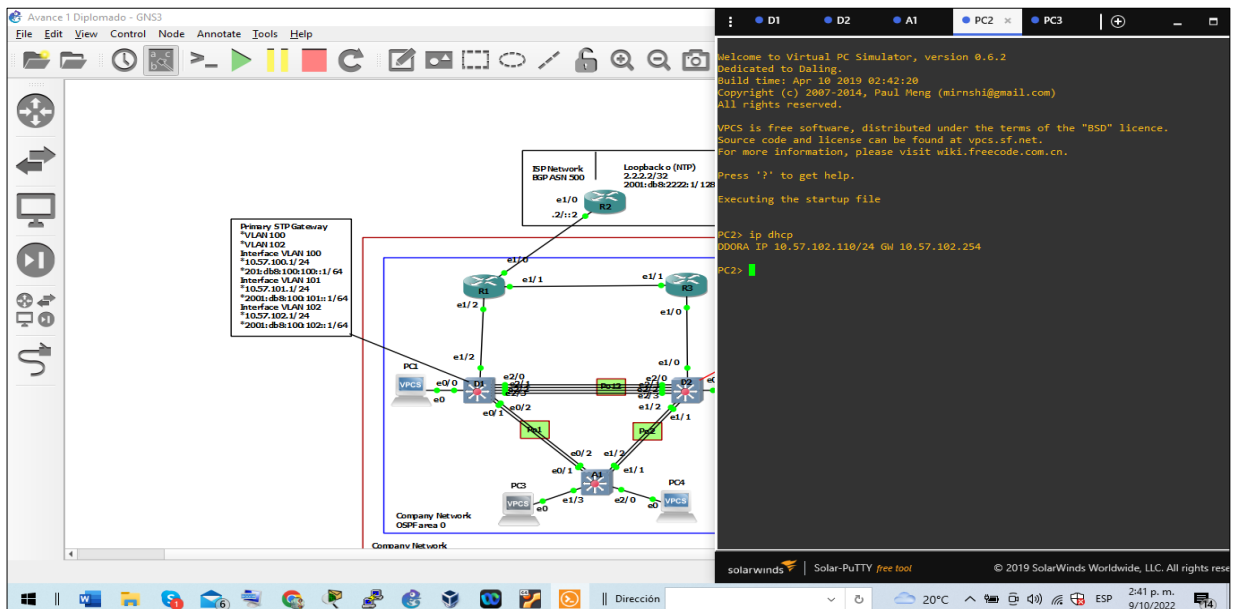 Avance 1 Diplomado - GNS3
File Edit View Control Node Annotate Tools Help
ISP Network
BGP ASN 500
Loopback o (NTP)
2.2.2.2/32
2001:db8:2222:1/128
e1/0
R2
.2/::2
Primary STP Gateway
*VLAN 100
*VLAN 102
Interface VLAN 100
*10.57.100.1/24
*201:db8:100:100::1/64
Interface VLAN 101
*10.57.101.1/24
*2001:db8:100:101::1/64
Interface VLAN 102
*10.57.102.1/24
*2001:db8:100:102::1/64
e1/0
R1
e1/1
e1/1
R3
e1/2
e1/0
e1/2
e1/0
PC1
VPCS
e0/0
e0
D1
e2/0
e2/1
e2/3
Po12
e2/0
e2/3
D2
e0/1
e0/2
e1/2
e1/1
Po1
Po2
e0/2
e1/2
e0/1
e1/1
A1
PC3
VPCS
e0
e1/3
e2/0
e0
VPCS
PC4
Company Network
OSPF area 0
Company Network
D1
D2
A1
PC2
PC3
Welcome to Virtual PC Simulator, version 0.6.2
Dedicated to Daling.
Build time: Apr 10 2019 02:42:20
Copyright (c) 2007-2014, Paul Meng (mirnshi@gmail.com)
All rights reserved.
VPCS is free software, distributed under the terms of the "BSD" licence.
Source code and license can be found at vpcs.sf.net.
For more information, please visit wiki.freecode.com.cn.
Press '?' to get help.
Executing the startup file
PC2> ip dhcp
DDORA IP 10.57.102.110/24 GW 10.57.102.254
PC2>
solarwinds Solar-PuTTY free tool © 2019 SolarWinds Worldwide, LLC. All rights rese
Dirección
20°C
ESP
2:41 p. m.
9/10/2022
14
6